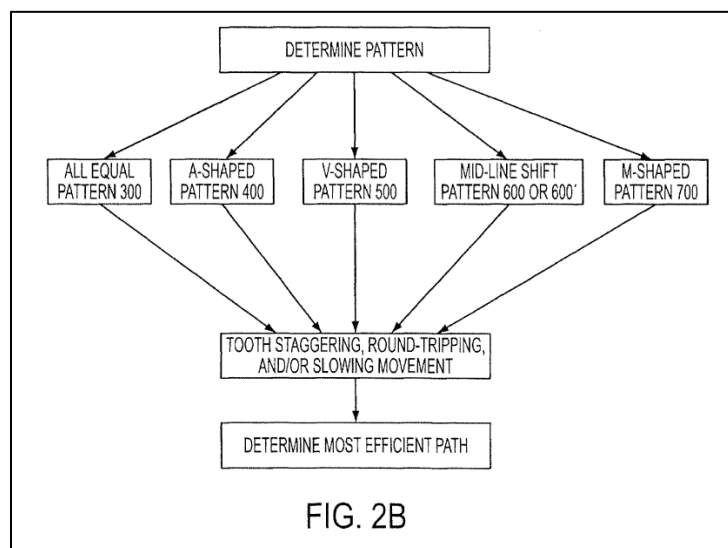 DETERMINE PATTERN
ALL EQUAL
PATTERN 300
A-SHAPED
PATTERN 400
V-SHAPED
PATTERN 500
MID-LINE SHIFT
PATTERN 600 OR 600´
M-SHAPED
PATTERN 700
TOOTH STAGGERING, ROUND-TRIPPING,
AND/OR SLOWING MOVEMENT
DETERMINE MOST EFFICIENT PATH
FIG. 2B